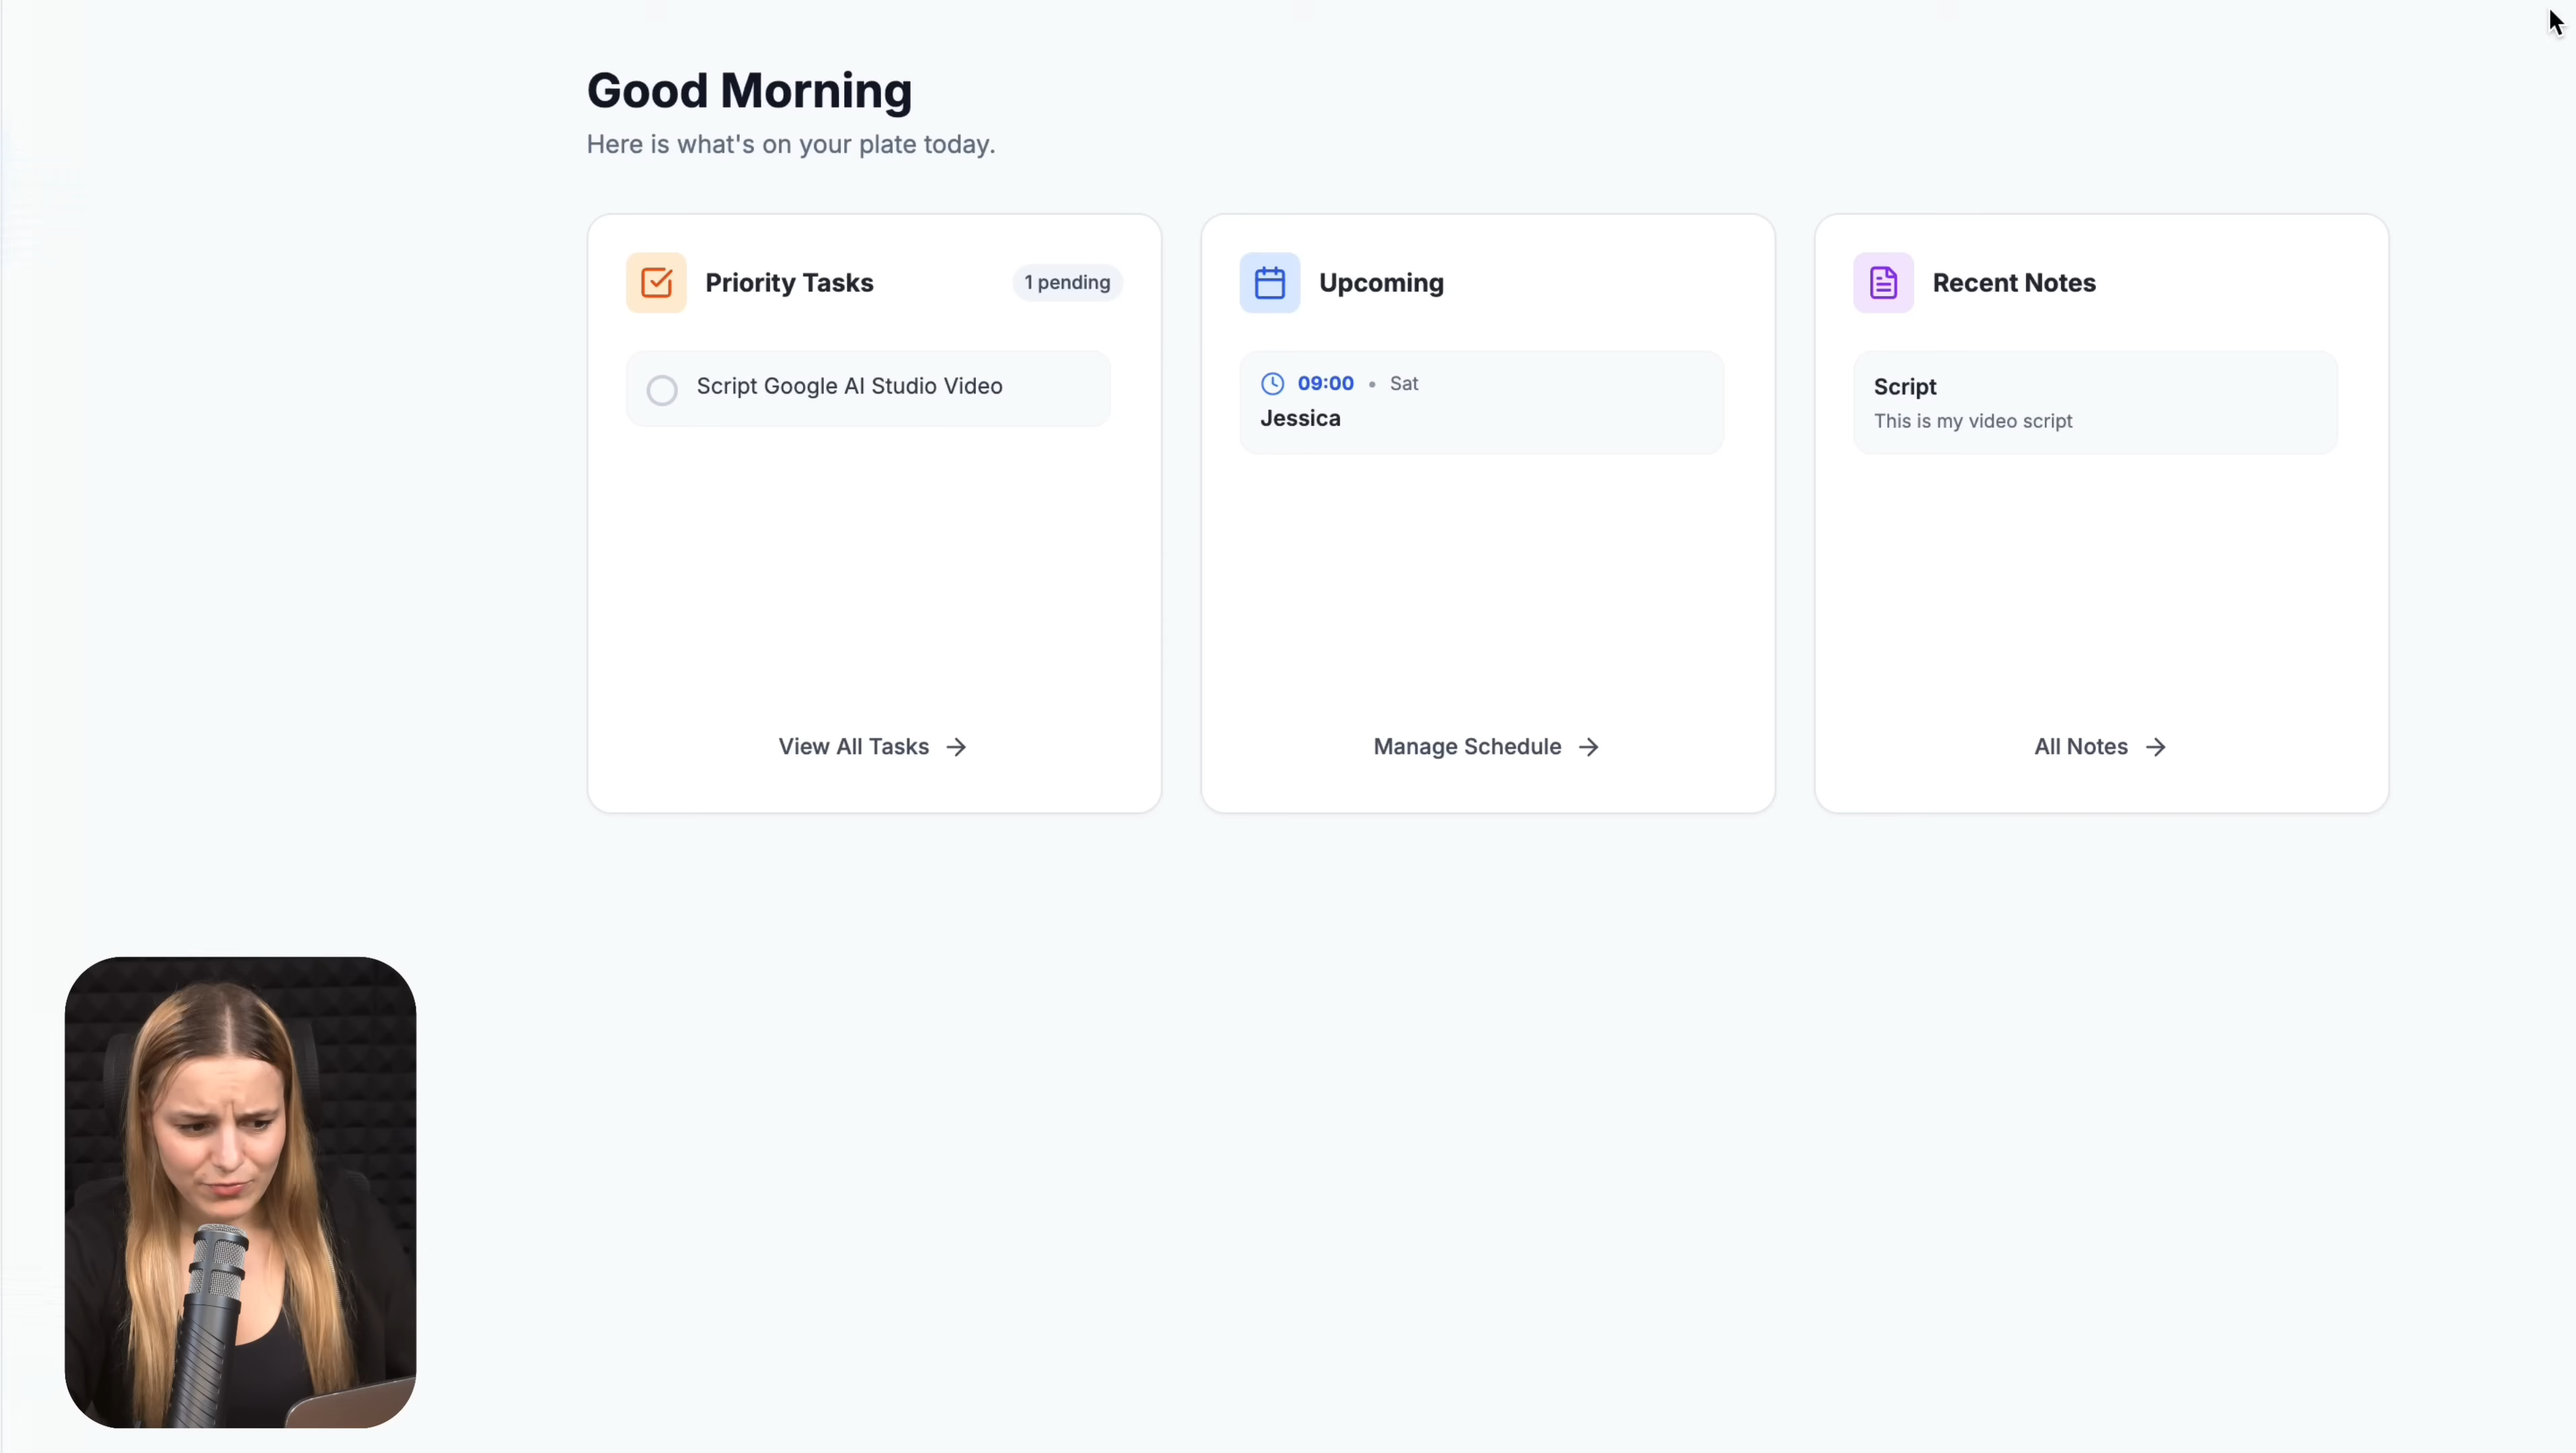 Good Morning
Here is what's on your plate today.
Priority Tasks
1 pending
Script Google AI Studio Video
View All Tasks
Upcoming
09:00 • Sat
Jessica
Manage Schedule
Recent Notes
Script
This is my video script
All Notes